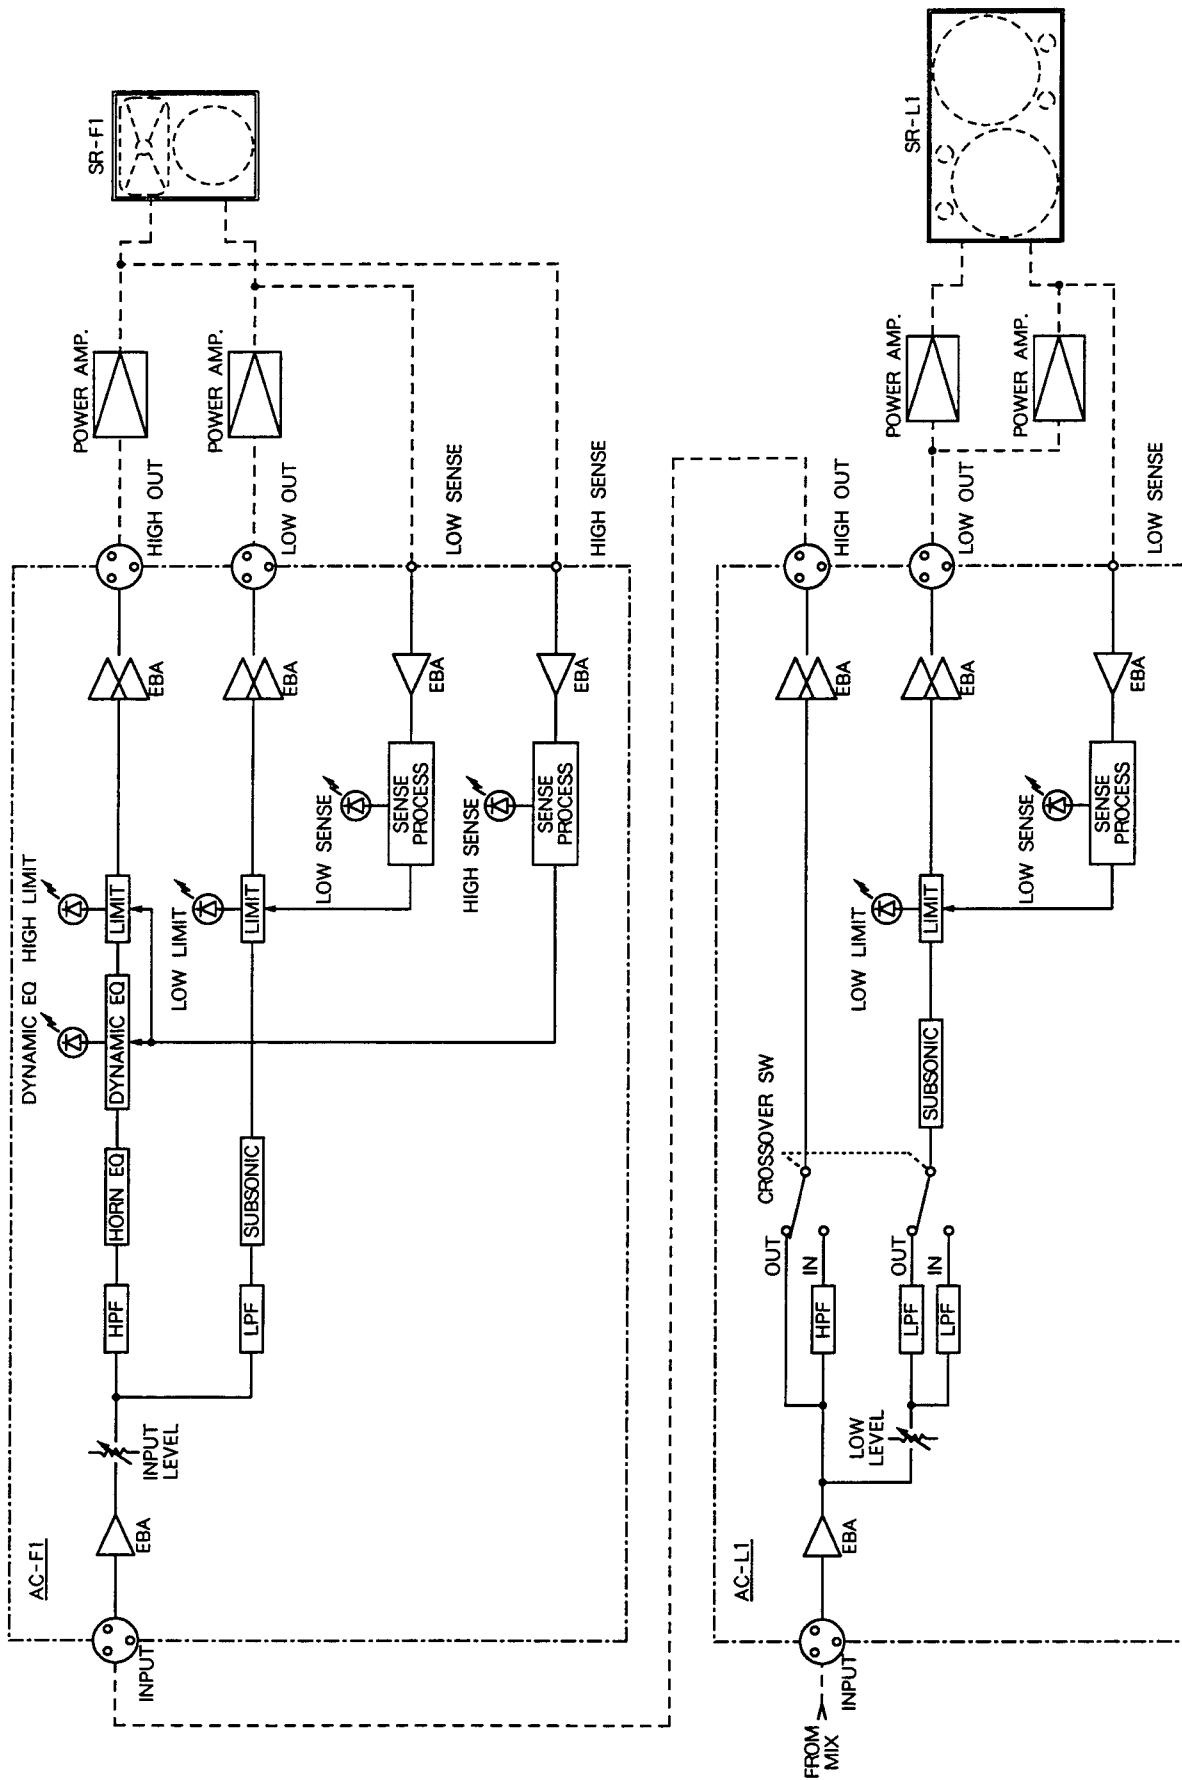 AC-F1
INPUT
EBA
INPUT
LEVEL
HPF
HORN EQ
DYNAMIC EQ
DYNAMIC EQ
HIGH LIMIT
LIMIT
EBA
HIGH OUT
POWER AMP.
SR-F1
LPF
SUBSONIC
LOW LIMIT
LIMIT
EBA
LOW OUT
POWER AMP.
LOW SENSE
SENSE
PROCESS
EBA
LOW SENSE
HIGH SENSE
SENSE
PROCESS
EBA
HIGH SENSE
AC-L1
FROM
MIX
INPUT
EBA
LOW
LEVEL
OUT
IN
HPF
CROSSOVER SW
EBA
HIGH OUT
LPF
OUT
LPF
IN
SUBSONIC
LOW LIMIT
LIMIT
EBA
LOW OUT
POWER AMP.
POWER AMP.
SR-L1
LOW SENSE
SENSE
PROCESS
EBA
LOW SENSE